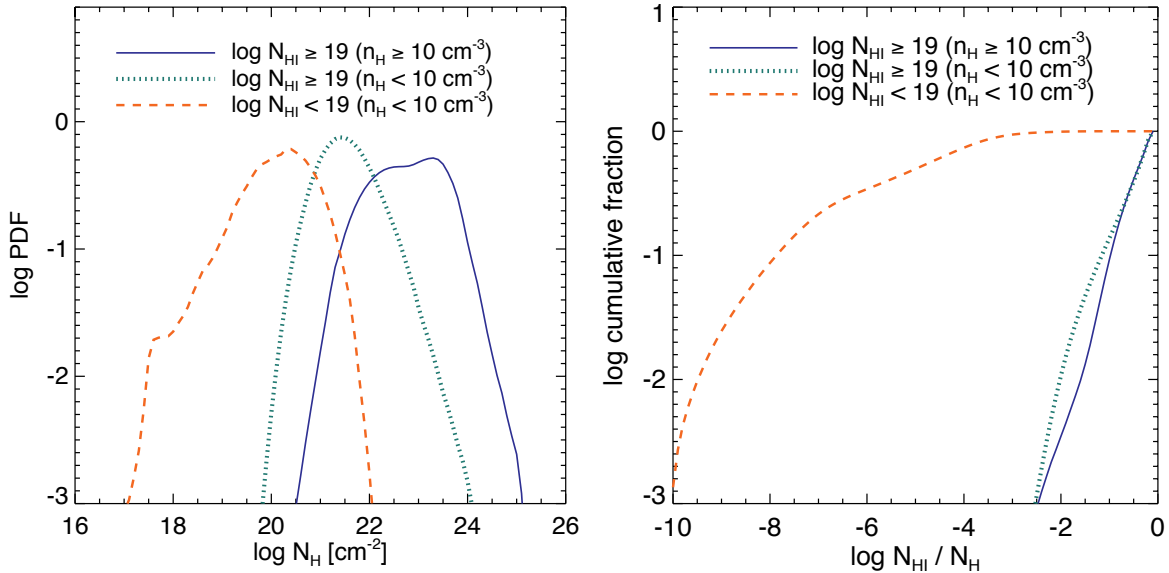 log N_HI ≥ 19 (n_H ≥ 10 cm^-3)
log N_HI ≥ 19 (n_H < 10 cm^-3)
log N_HI < 19 (n_H < 10 cm^-3)
0
-1
-2
-3
log PDF
16 18 20 22 24 26
log N_H [cm^-2]
log N_HI ≥ 19 (n_H ≥ 10 cm^-3)
log N_HI ≥ 19 (n_H < 10 cm^-3)
log N_HI < 19 (n_H < 10 cm^-3)
1
0
-1
-2
-3
log cumulative fraction
-10 -8 -6 -4 -2 0
log N_HI / N_H